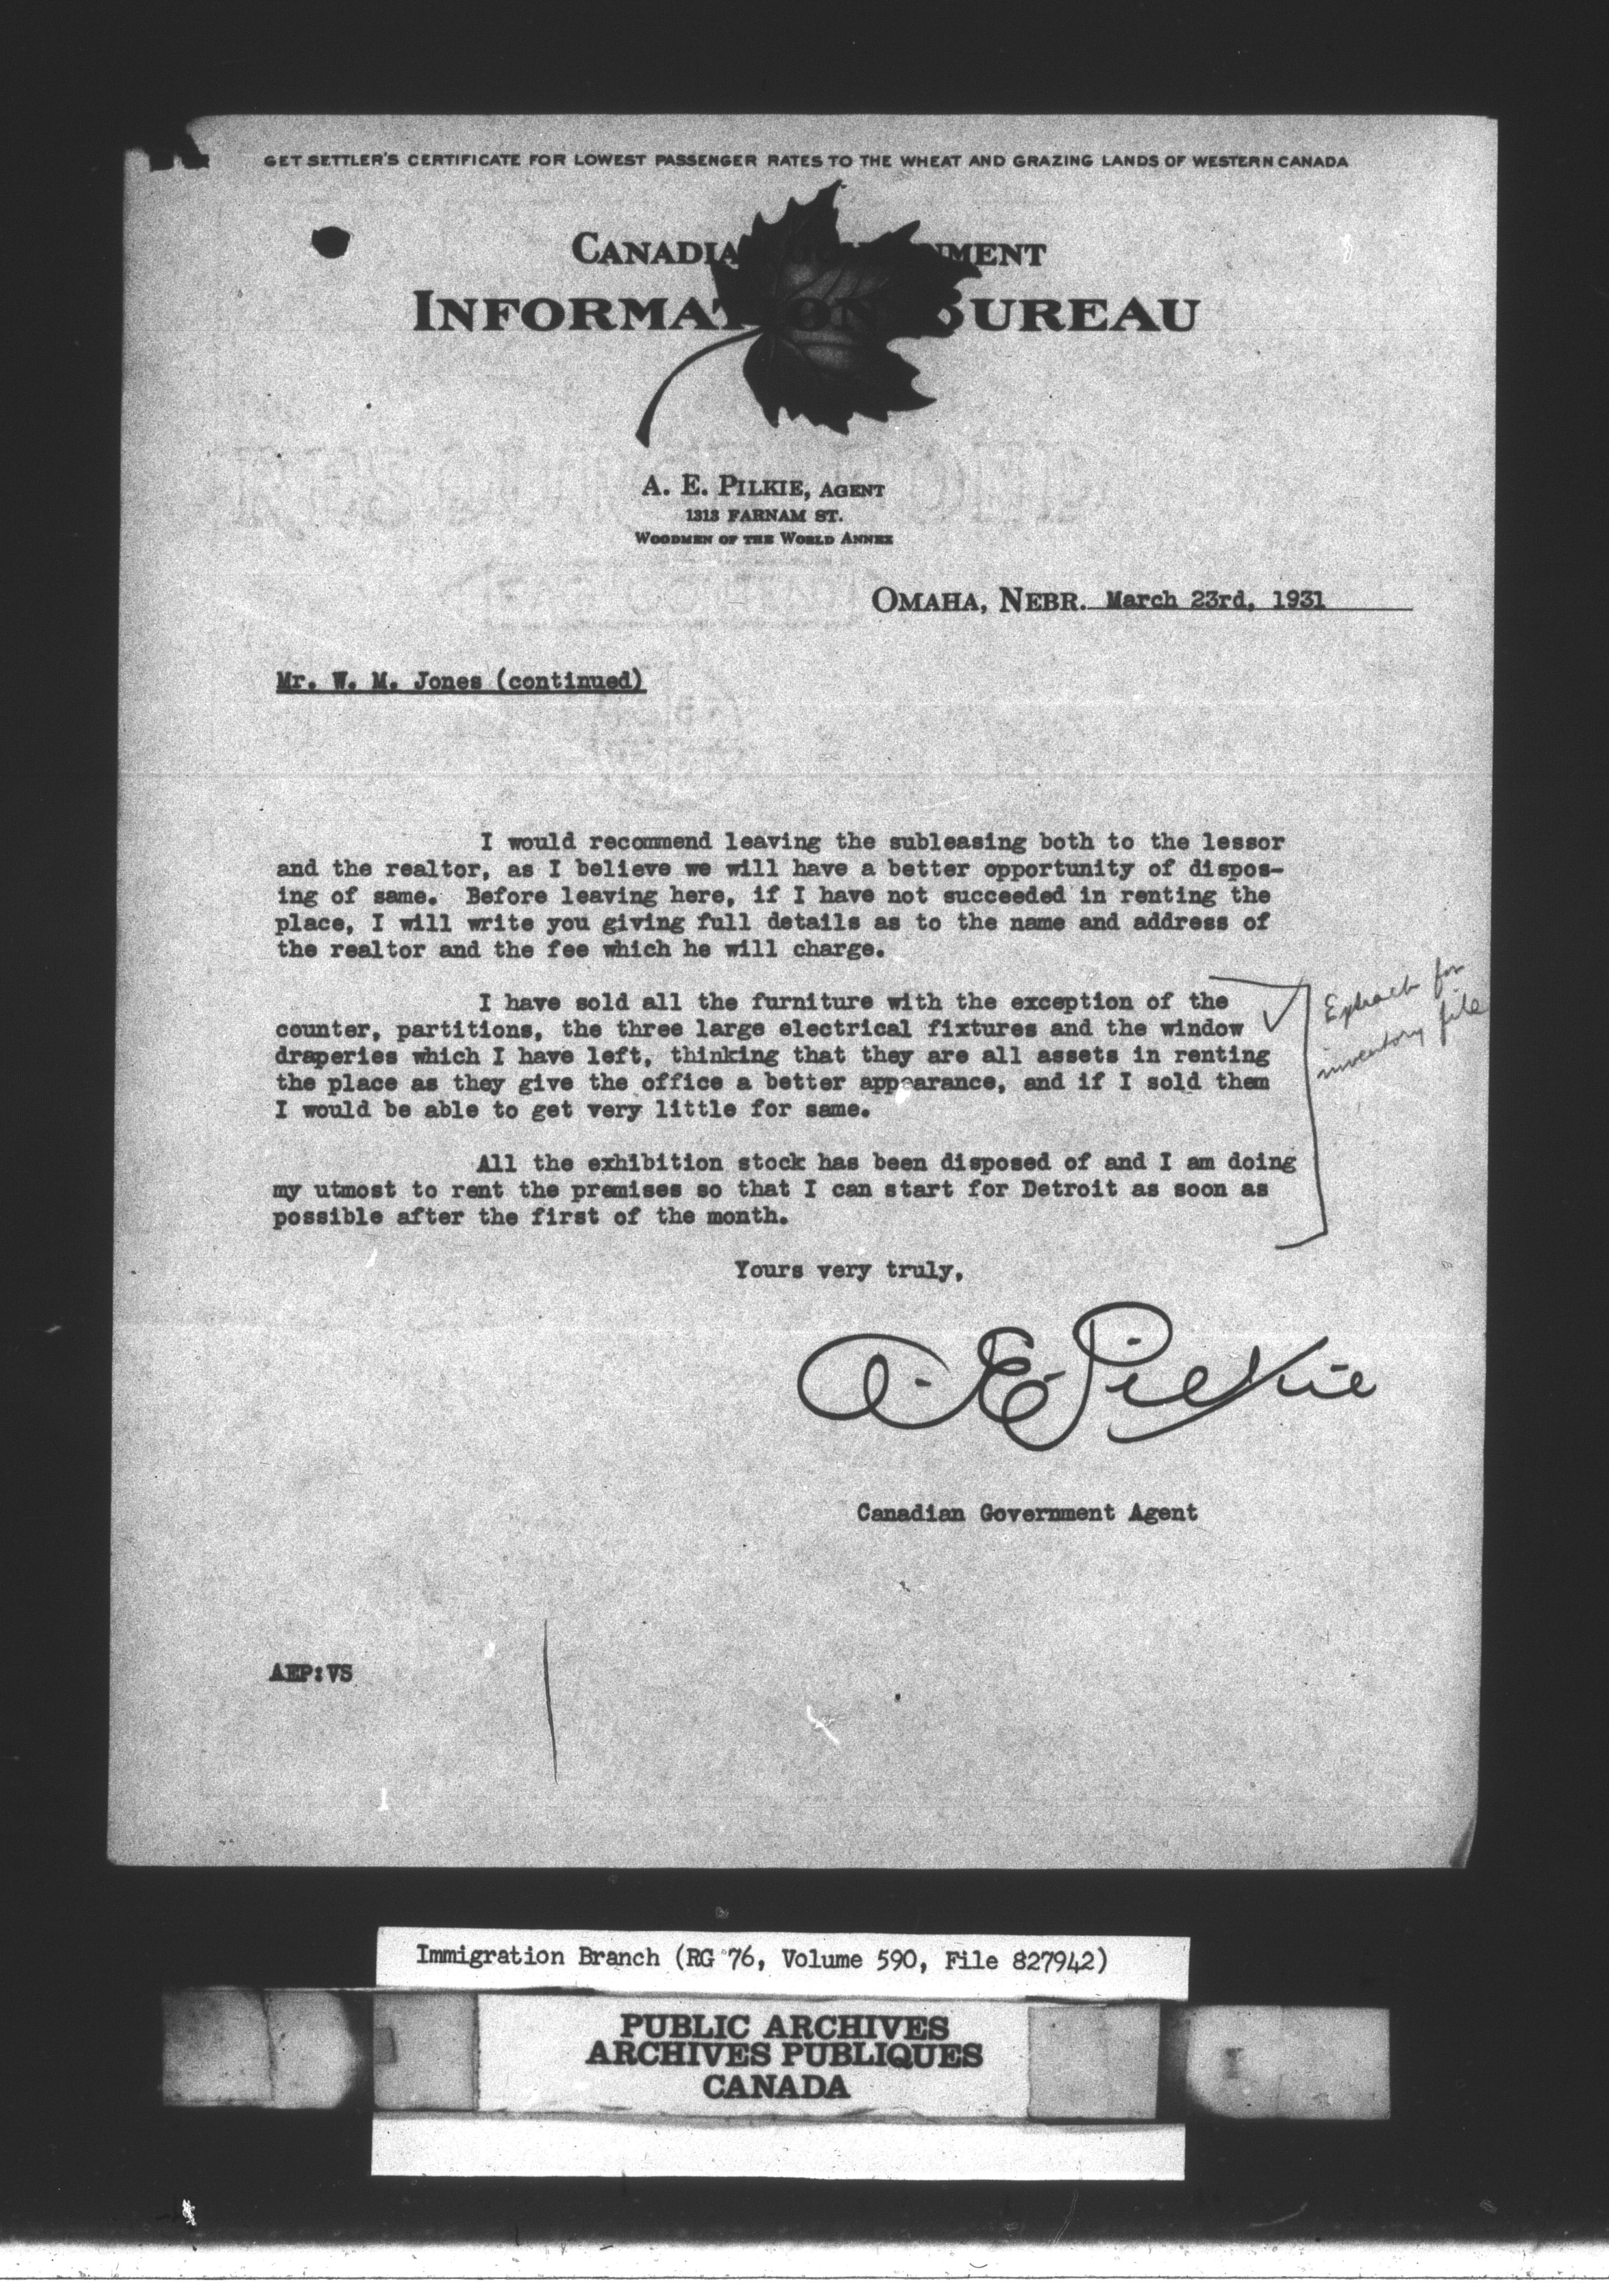 GET SETTLER'S CERTIFICATE FOR LOWEST PASSENGER RATES TO THE WHEAT AND GRAZING LANDS OF WESTERN CANADA
CANADIAN GOVERNMENT
INFORMATION BUREAU
A. E. PILKIE, AGENT
1313 FARNAM ST.
WOODMEN OF THE WORLD ANNEX
OMAHA, NEBR. March 23rd, 1931
Mr. W. M. Jones (continued)
I would recommend leaving the subleasing both to the lessor
and the realtor, as I believe we will have a better opportunity of dispos-
ing of same. Before leaving here, if I have not succeeded in renting the
place, I will write you giving full details as to the name and address of
the realtor and the fee which he will charge.
I have sold all the furniture with the exception of the
counter, partitions, the three large electrical fixtures and the window
draperies which I have left, thinking that they are all assets in renting
the place as they give the office a better appearance, and if I sold them
I would be able to get very little for same.
Extract for
inventory file
All the exhibition stock has been disposed of and I am doing
my utmost to rent the premises so that I can start for Detroit as soon as
possible after the first of the month.
Yours very truly,
A. E. Pilkie
Canadian Government Agent
AEP:VS
Immigration Branch (RG 76, Volume 590, File 827942)
PUBLIC ARCHIVES
ARCHIVES PUBLIQUES
CANADA